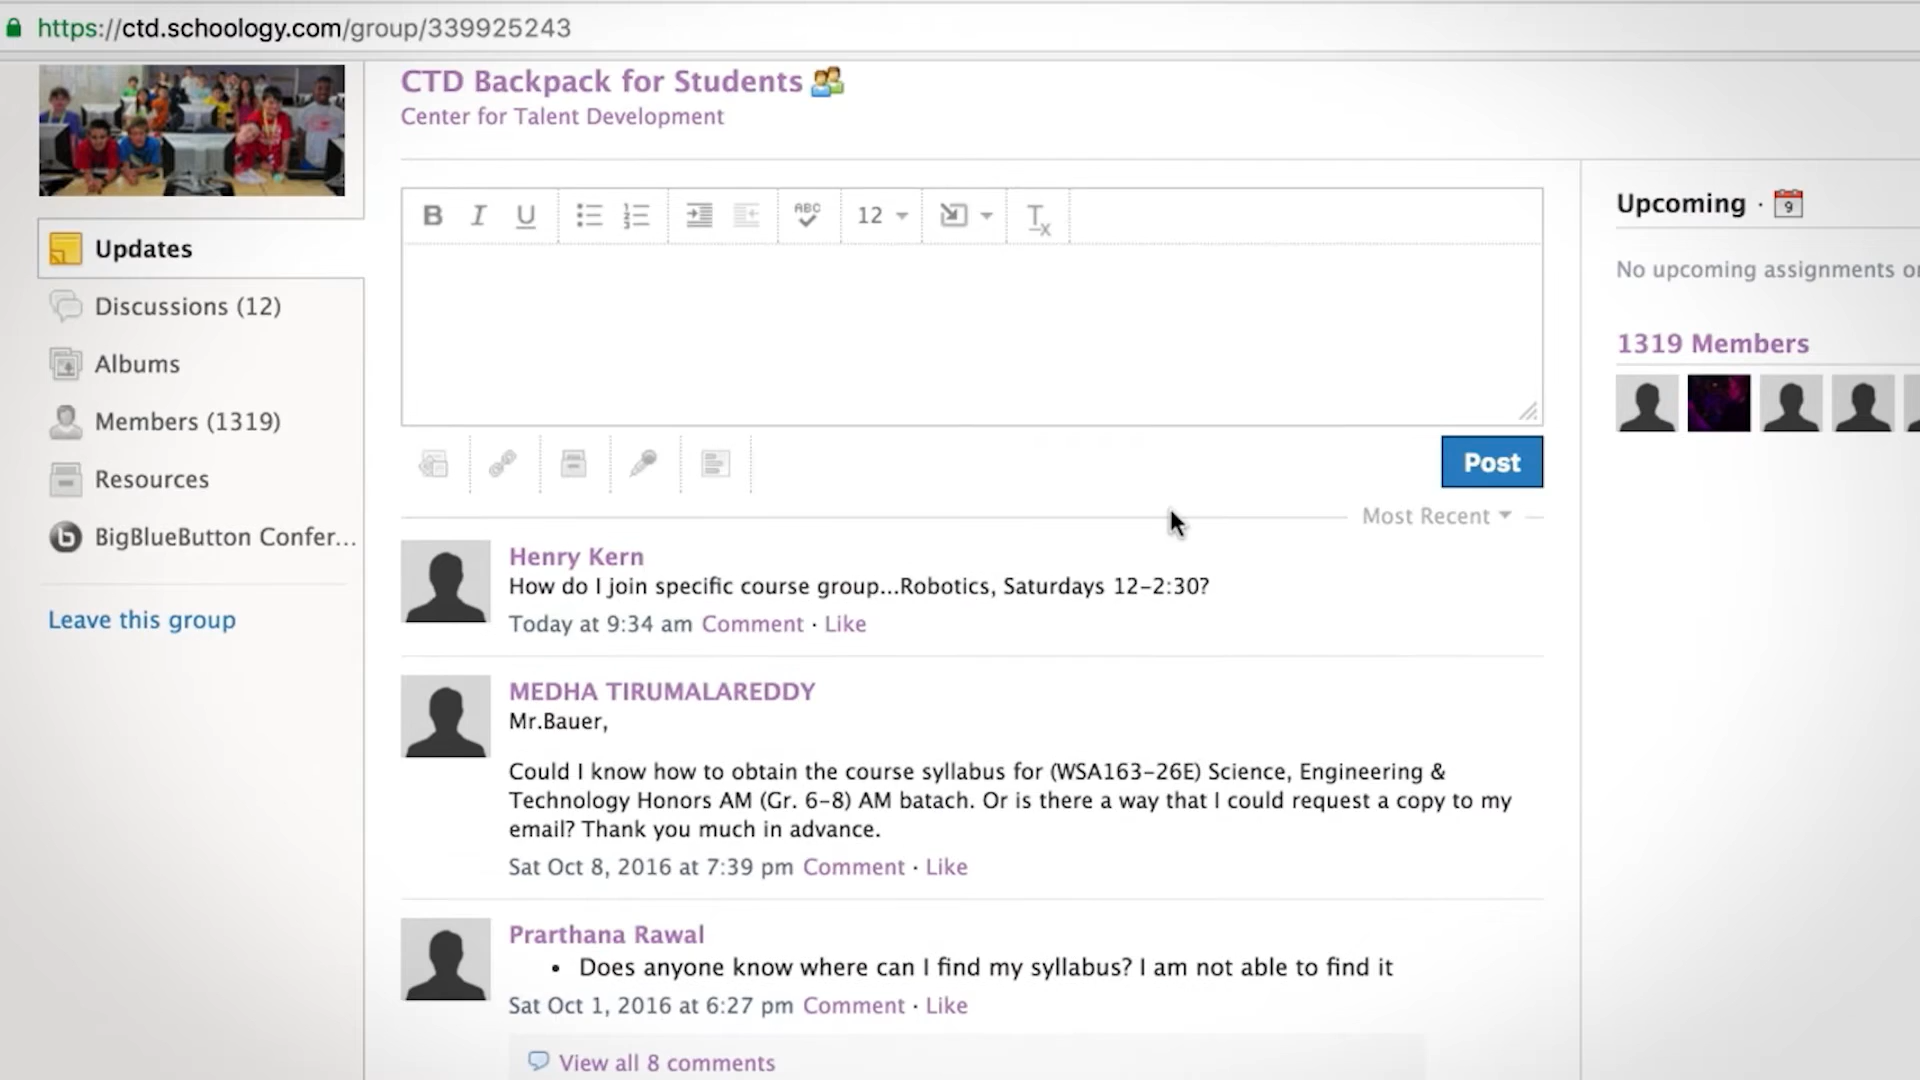 https://ctd.schoology.com/group/339925243
CTD Backpack for Students
Center for Talent Development
Updates
Discussions (12)
Albums
Members (1319)
Resources
BigBlueButton Confer...
Leave this group
B I U
ABC
12
Tx
Post
Most Recent
Henry Kern
How do I join specific course group...Robotics, Saturdays 12-2:30?
Today at 9:34 am Comment · Like
MEDHA TIRUMALAREDDY
Mr.Bauer,
Could I know how to obtain the course syllabus for (WSA163-26E) Science, Engineering &
Technology Honors AM (Gr. 6-8) AM batach. Or is there a way that I could request a copy to my
email? Thank you much in advance.
Sat Oct 8, 2016 at 7:39 pm Comment · Like
Prarthana Rawal
• Does anyone know where can I find my syllabus? I am not able to find it
Sat Oct 1, 2016 at 6:27 pm Comment · Like
View all 8 comments
Upcoming · 9
No upcoming assignments
1319 Members